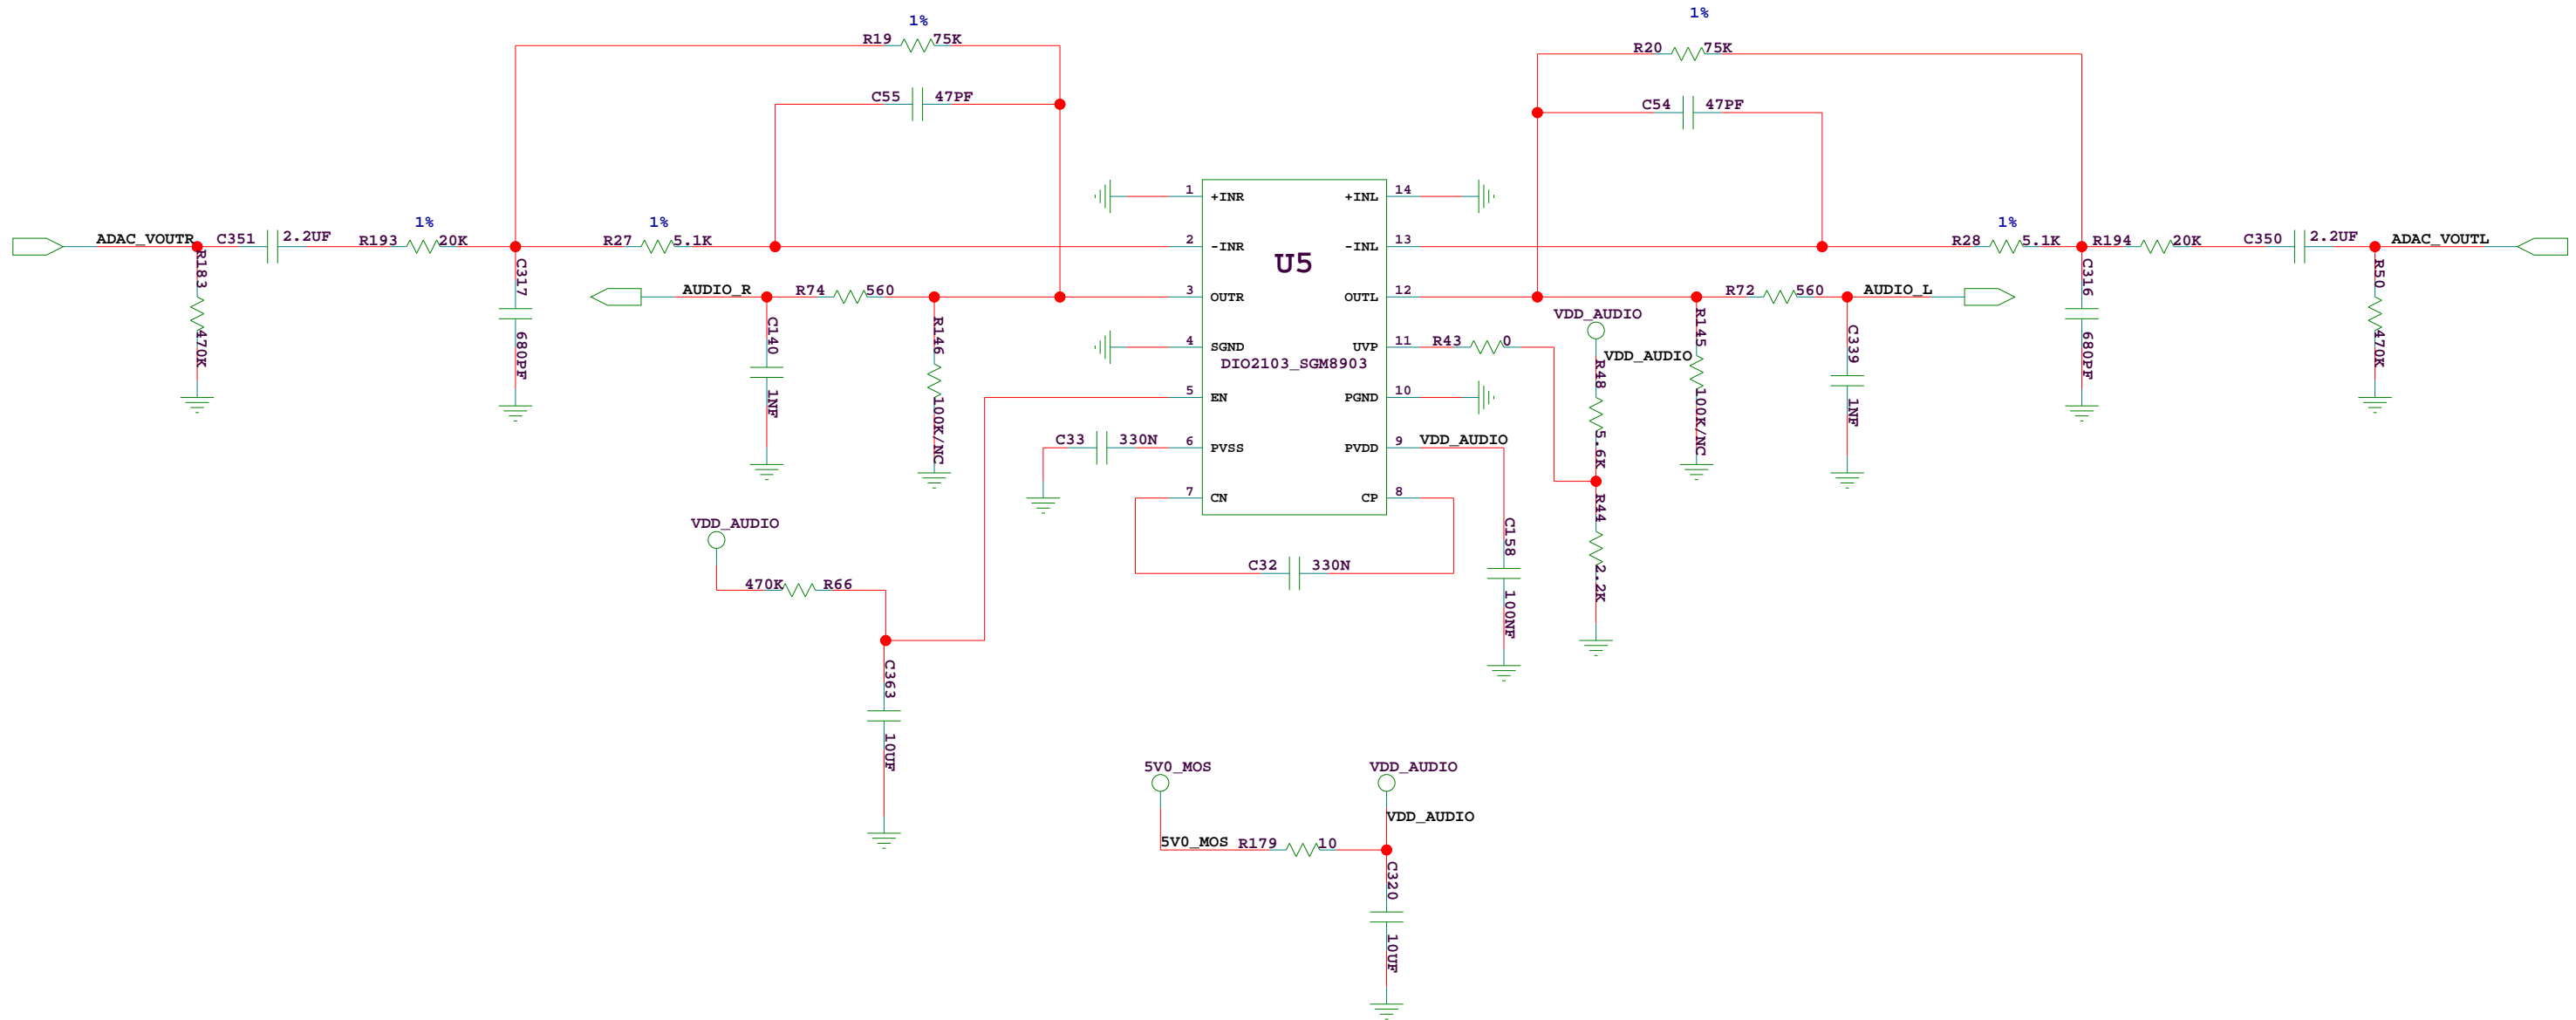 1%
R19 75K
C55 47PF
1%
R20 75K
C54 47PF
ADAC_VOUTR
R183
470K
C351 2.2UF
1%
R193 20K
C317
680PF
1%
R27 5.1K
AUDIO_R
R74 560
C140
1NF
R146
100K/NC
1 +INR
2 -INR
3 OUTR
4 SGND
5 EN
6 PVSS
7 CN
U5
DIO2103_SGM8903
+INL 14
-INL 13
OUTL 12
UVP 11
PGND 10
PVDD 9
CP 8
C33 330N
C32 330N
VDD_AUDIO
C158
100NF
R43 0
VDD_AUDIO
VDD_AUDIO
R48
5.6K
R44
2.2K
R145
100K/NC
R72 560
AUDIO_L
C339
1NF
1%
R28 5.1K
R194 20K
C316
680PF
C350 2.2UF
ADAC_VOUTL
R50
470K
VDD_AUDIO
470K R66
C363
10UF
5V0_MOS
5V0_MOS
R179 10
VDD_AUDIO
VDD_AUDIO
C320
10UF